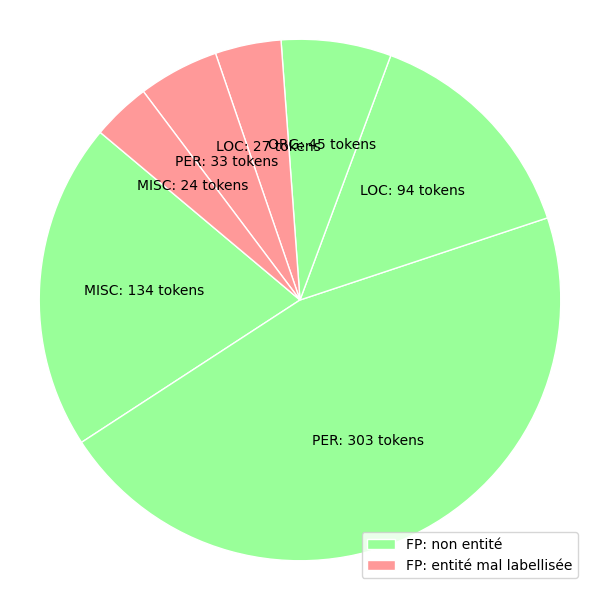 LOC: 27 tokens
ORG: 45 tokens
PER: 33 tokens
MISC: 24 tokens
LOC: 94 tokens
MISC: 134 tokens
PER: 303 tokens
FP: non entité
FP: entité mal labellisée